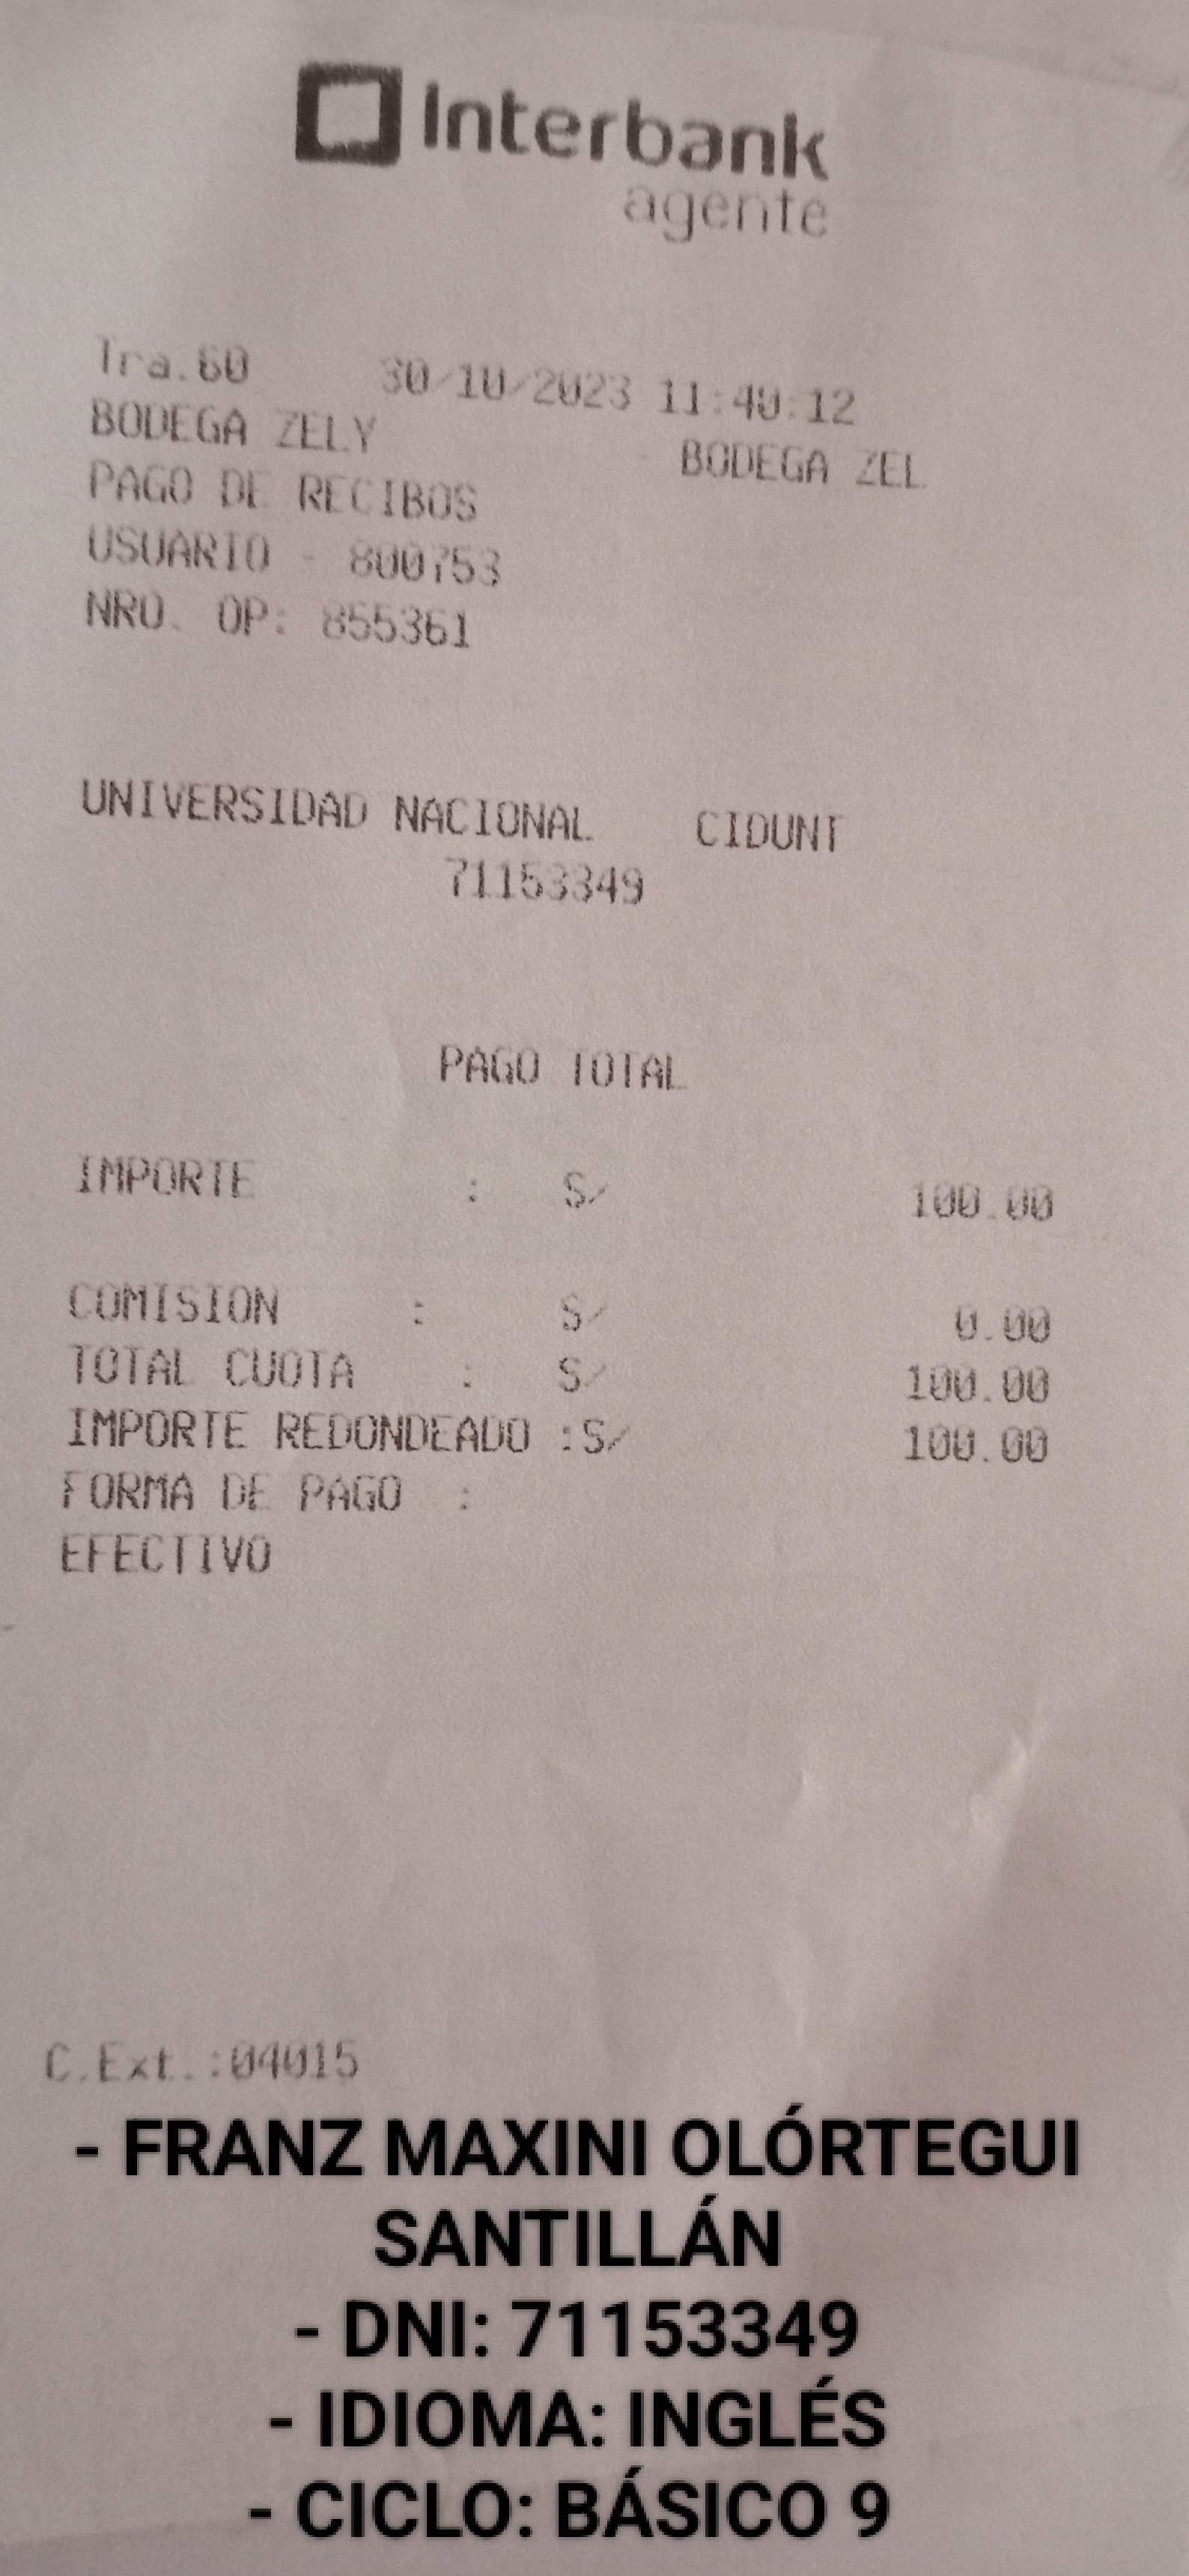 Interbank
agente
Tra.60 30/10/2023 11:40:12
BODEGA ZELY BODEGA ZEL
PAGO DE RECIBOS
USUARIO - 800753
NRO. OP: 855361
UNIVERSIDAD NACIONAL CIDUNT
71153349
PAGO TOTAL
IMPORTE : S/ 100.00
COMISION : S/ 0.00
TOTAL CUOTA : S/ 100.00
IMPORTE REDONDEADO :S/ 100.00
FORMA DE PAGO :
EFECTIVO
C.Ext.:04015
- FRANZ MAXINI OLÓRTEGUI
SANTILLÁN
- DNI: 71153349
- IDIOMA: INGLÉS
- CICLO: BÁSICO 9